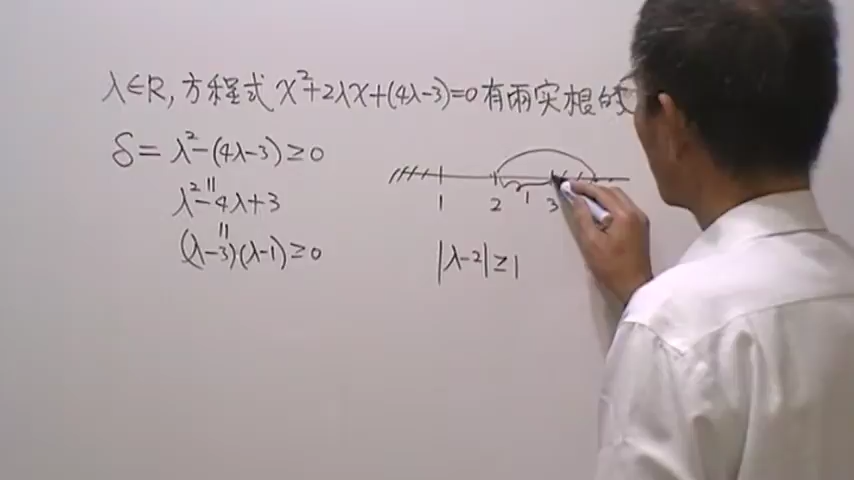 λ∈R, 方程式 x²+2λx+(4λ-3)=0 有兩實根的
δ = λ²-(4λ-3) ≥ 0
||
λ²-4λ+3
||
(λ-3)(λ-1) ≥ 0
1
1 2 3
|λ-2| ≥ 1